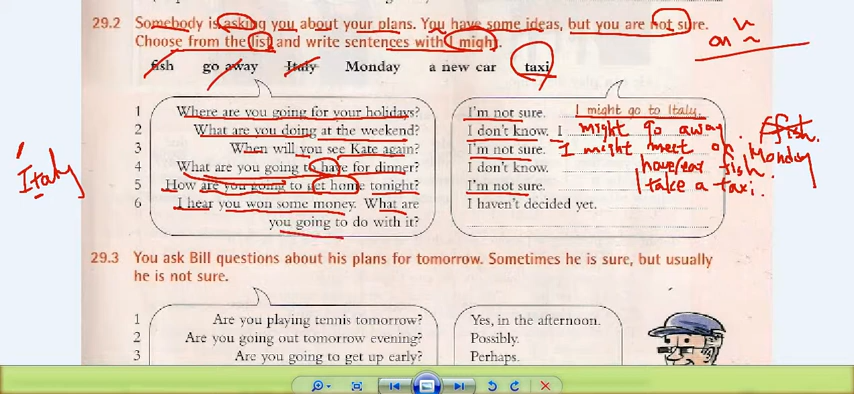 29.2 Somebody is asking you about your plans. You have some ideas, but you are not sure.
Choose from the list and write sentences with I might.
on
fish go away Italy Monday a new car taxi
1 Where are you going for your holidays? I'm not sure. I might go to Italy.
2 What are you doing at the weekend? I don't know. I might go away. fish.
3 When will you see Kate again? I'm not sure. I might meet on Monday
4 What are you going to have for dinner? I don't know. have/eat fish.
Italy
5 How are you going to get home tonight? I'm not sure. I take a taxi.
6 I hear you won some money. What are I haven't decided yet.
you going to do with it?
29.3 You ask Bill questions about his plans for tomorrow. Sometimes he is sure, but usually
he is not sure.
1 Are you playing tennis tomorrow? Yes, in the afternoon.
2 Are you going out tomorrow evening? Possibly.
3 Are you going to get up early? Perhaps.